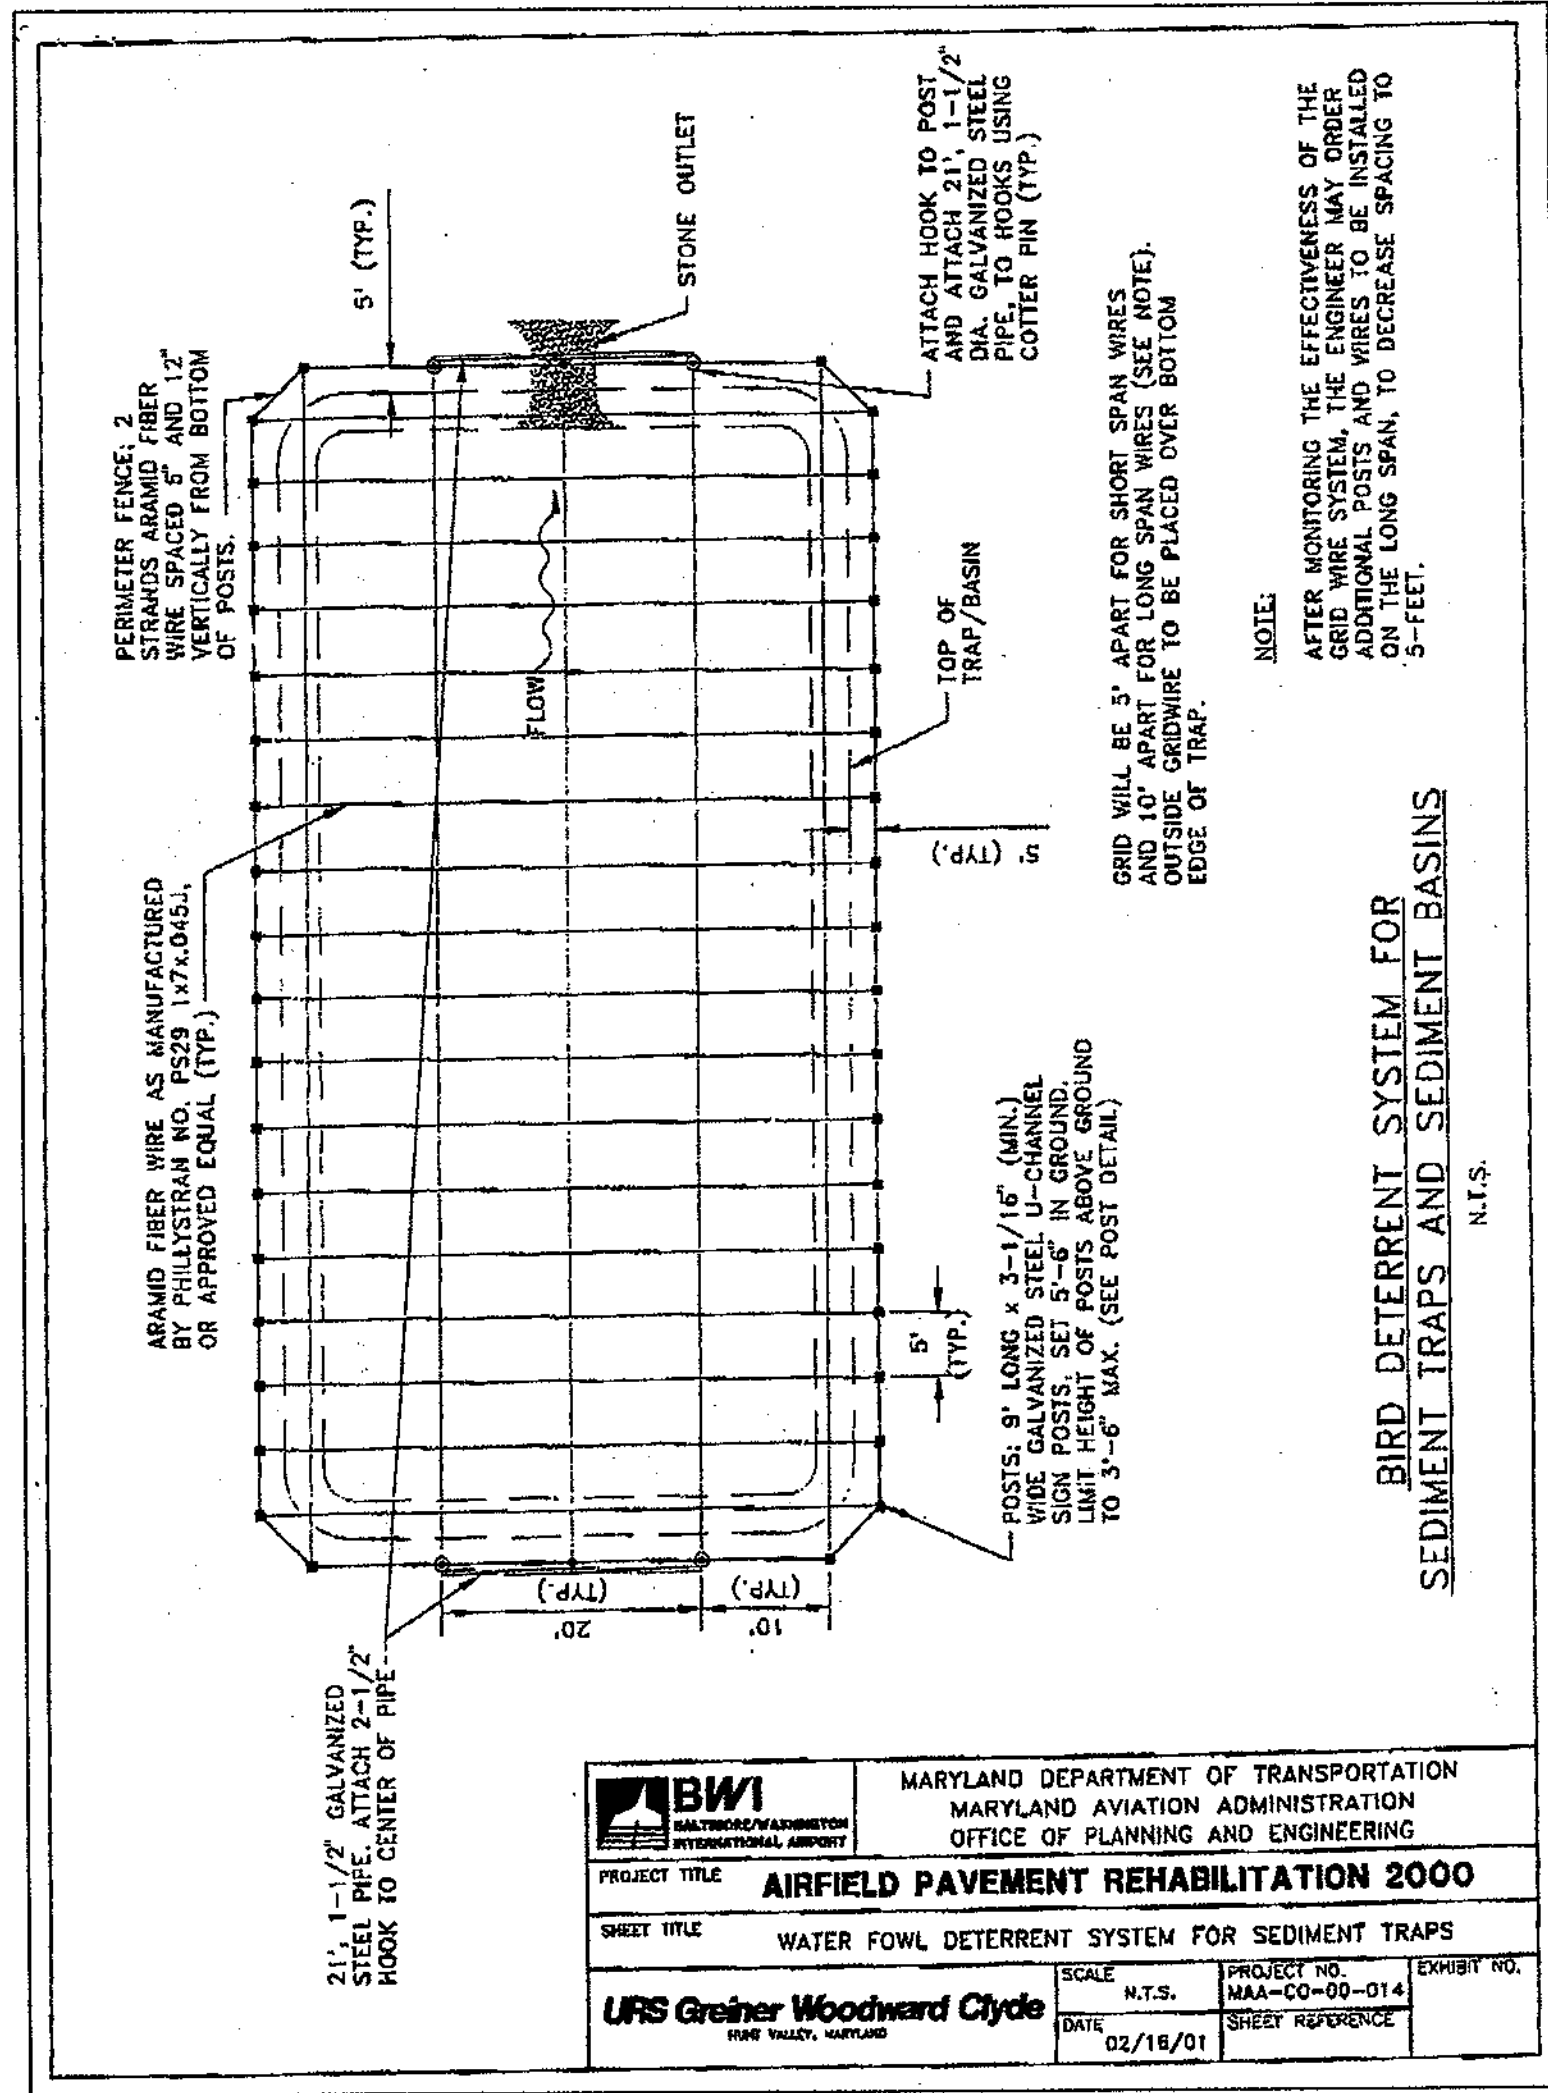 PERIMETER FENCE; 2
STRANDS ARAMID FIBER
WIRE SPACED 6" AND 12"
VERTICALLY FROM BOTTOM
OF POSTS.
5' (TYP.)
STONE OUTLET
ATTACH HOOK TO POST
AND ATTACH 21', 1-1/2"
DIA. GALVANIZED STEEL
PIPE, TO HOOKS USING
COTTER PIN (TYP.)
ARAMID FIBER WIRE AS MANUFACTURED
BY PHILLYSTRAN NO. PS29 1x7x.045J,
OR APPROVED EQUAL (TYP.)
FLOW
TOP OF
TRAP/BASIN
5' (TYP.)
GRID WILL BE 5' APART FOR SHORT SPAN WIRES
AND 10' APART FOR LONG SPAN WIRES (SEE NOTE).
OUTSIDE GRIDWIRE TO BE PLACED OVER BOTTOM
EDGE OF TRAP.
NOTE:
AFTER MONITORING THE EFFECTIVENESS OF THE
GRID WIRE SYSTEM, THE ENGINEER MAY ORDER
ADDITIONAL POSTS AND WIRES TO BE INSTALLED
ON THE LONG SPAN, TO DECREASE SPACING TO
5-FEET.
5'
(TYP.)
POSTS: 9' LONG x 3-1/16" (MIN.)
WIDE GALVANIZED STEEL U-CHANNEL
SIGN POSTS. SET 5'-6" IN GROUND.
LIMIT HEIGHT OF POSTS ABOVE GROUND
TO 3'-6" MAX. (SEE POST DETAIL)
20'
(TYP.)
10'
(TYP.)
21', 1-1/2" GALVANIZED
STEEL PIPE. ATTACH 2-1/2"
HOOK TO CENTER OF PIPE
BIRD DETERRENT SYSTEM FOR
SEDIMENT TRAPS AND SEDIMENT BASINS
N.T.S.
BWI
BALTIMORE/WASHINGTON
INTERNATIONAL AIRPORT
MARYLAND DEPARTMENT OF TRANSPORTATION
MARYLAND AVIATION ADMINISTRATION
OFFICE OF PLANNING AND ENGINEERING
PROJECT TITLE
AIRFIELD PAVEMENT REHABILITATION 2000
SHEET TITLE
WATER FOWL DETERRENT SYSTEM FOR SEDIMENT TRAPS
URS Greiner Woodward Clyde
HUNT VALLEY, MARYLAND
SCALE
N.T.S.
PROJECT NO.
MAA-CO-00-014
EXHIBIT NO.
DATE
02/16/01
SHEET REFERENCE